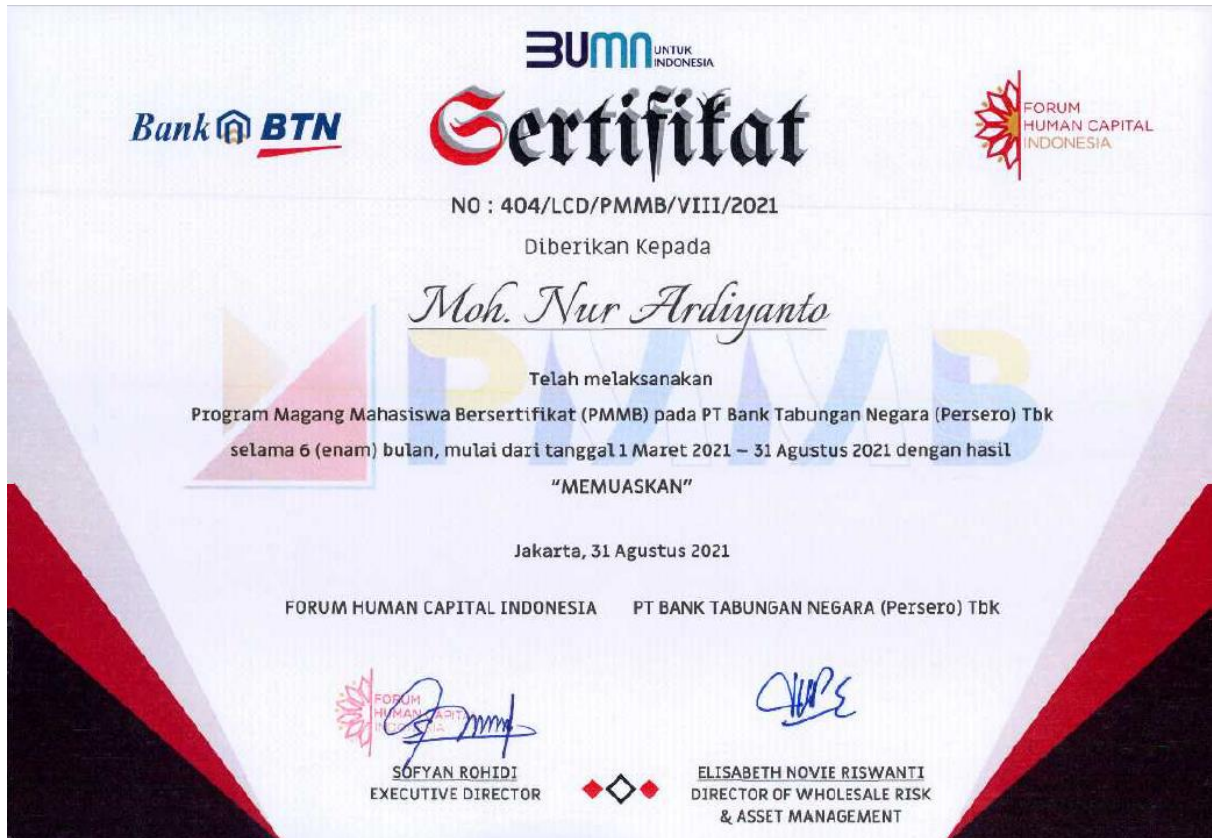 BUMN UNTUK
INDONESIA
Bank BTN
Sertifikat
FORUM
HUMAN CAPITAL
INDONESIA
NO : 404/LCD/PMMB/VIII/2021
Diberikan Kepada
Moh. Nur Ardiyanto
PMMB
Telah melaksanakan
Program Magang Mahasiswa Bersertifikat (PMMB) pada PT Bank Tabungan Negara (Persero) Tbk
selama 6 (enam) bulan, mulai dari tanggal 1 Maret 2021 – 31 Agustus 2021 dengan hasil
“MEMUASKAN”
Jakarta, 31 Agustus 2021
FORUM HUMAN CAPITAL INDONESIA
PT BANK TABUNGAN NEGARA (Persero) Tbk
FORUM
HUMAN CAPITAL
INDONESIA
SOFYAN ROHIDI
EXECUTIVE DIRECTOR
ELISABETH NOVIE RISWANTI
DIRECTOR OF WHOLESALE RISK
& ASSET MANAGEMENT